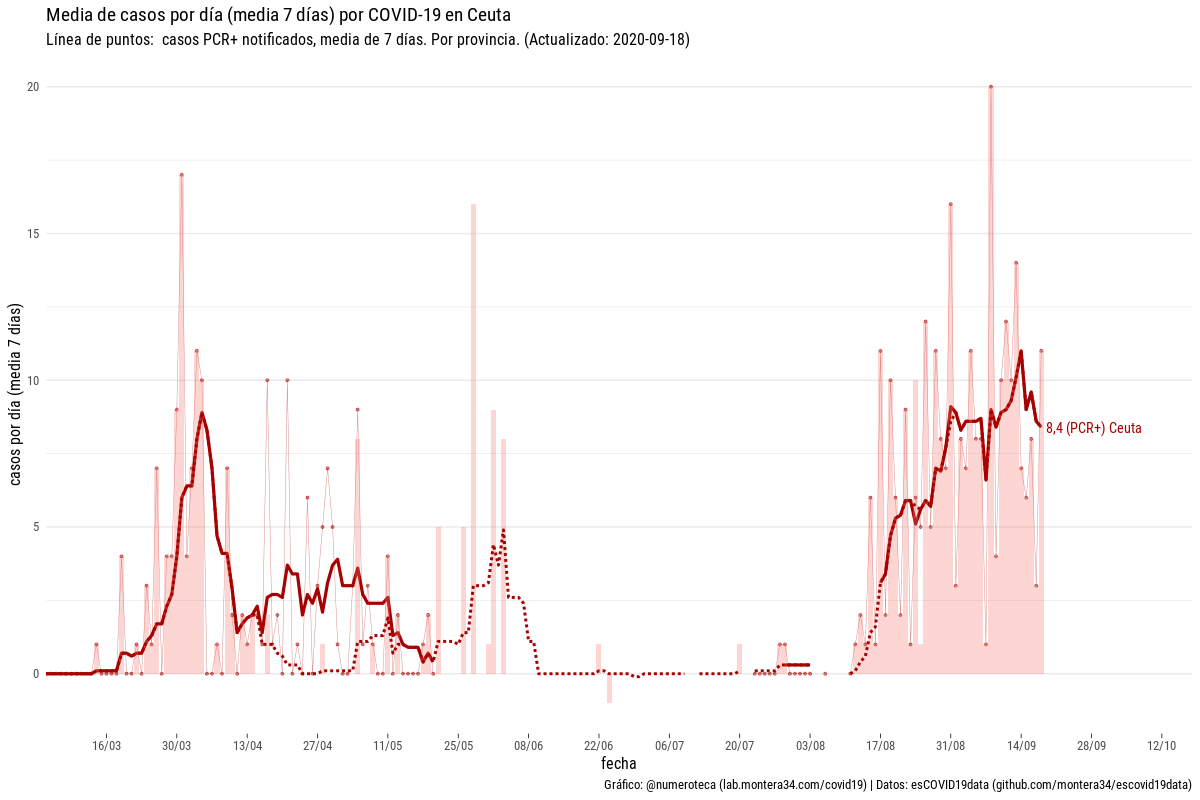 Media de casos por día (media 7 días) por COVID-19 en Ceuta
Línea de puntos:  casos PCR+ notificados, media de 7 días. Por provincia. (Actualizado: 2020-09-18)
casos por día (media 7 días)
20
15
10
5
0
8,4 (PCR+) Ceuta
16/03 30/03 13/04 27/04 11/05 25/05 08/06 22/06 06/07 20/07 03/08 17/08 31/08 14/09 28/09 12/10
fecha
Gráfico: @numeroteca (lab.montera34.com/covid19) | Datos: esCOVID19data (github.com/montera34/escovid19data)